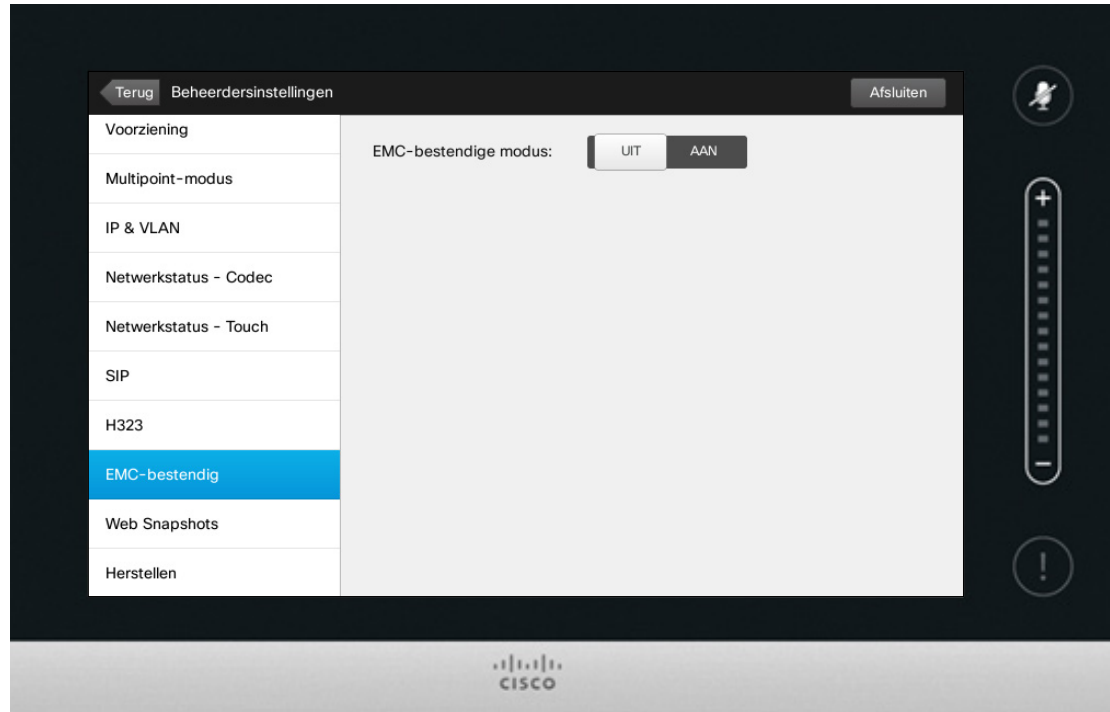 Terug Beheerdersinstellingen Afsluiten
Voorziening
EMC-bestendige modus: UIT AAN
Multipoint-modus
IP & VLAN
Netwerkstatus - Codec
Netwerkstatus - Touch
SIP
H323
EMC-bestendig
Web Snapshots
Herstellen
+
-
!
CISCO